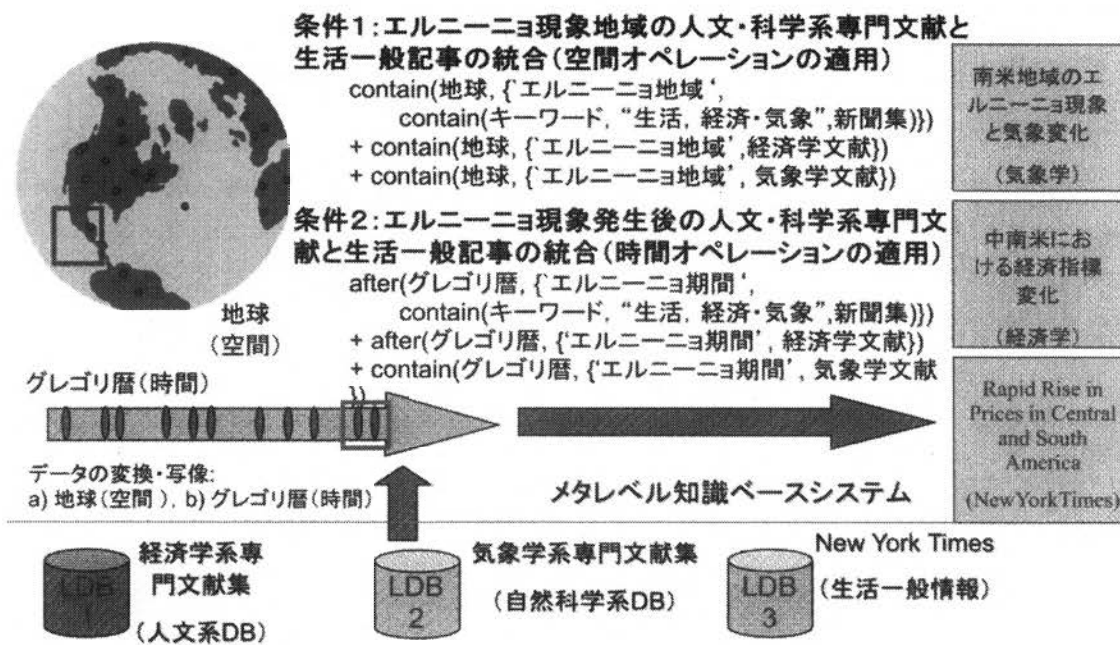 条件1:エルニーニョ現象地域の人文・科学系専門文献と
生活一般記事の統合(空間オペレーションの適用)
contain(地球, {`エルニーニョ地域‘,
contain(キーワード, “生活, 経済・気象”,新聞集)})
+ contain(地球, {`エルニーニョ地域’,経済学文献})
+ contain(地球, {`エルニーニョ地域’, 気象学文献})
条件2:エルニーニョ現象発生後の人文・科学系専門文
献と生活一般記事の統合(時間オペレーションの適用)
after(グレゴリ暦, {`エルニーニョ期間‘,
contain(キーワード, “生活, 経済・気象”,新聞集)})
+ after(グレゴリ暦, {‘エルニーニョ期間’, 経済学文献})
+ contain(グレゴリ暦, {‘エルニーニョ期間’, 気象学文献
})
地球
(空間)
グレゴリ暦(時間)
データの変換・写像:
a) 地球(空間), b) グレゴリ暦(時間)
メタレベル知識ベースシステム
南米地域のエ
ルニーニョ現象
と気象変化
(気象学)
中南米にお
ける経済指標
変化
(経済学)
Rapid Rise in
Prices in Central
and South
America
(NewYorkTimes)
LDB
1
経済学系専
門文献集
(人文系DB)
LDB
2
気象学系専門文献集
(自然科学系DB)
LDB
3
New York Times
(生活一般情報)